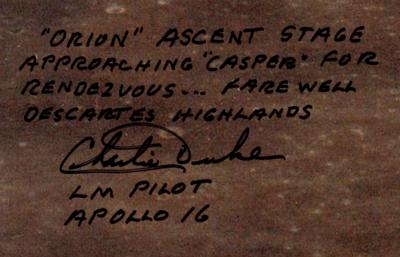 "ORION" ASCENT STAGE
APPROACHING "CASPER" FOR
RENDEZVOUS... FAREWELL
DESCARTES HIGHLANDS
Charlie Duke
LM PILOT
APOLLO 16